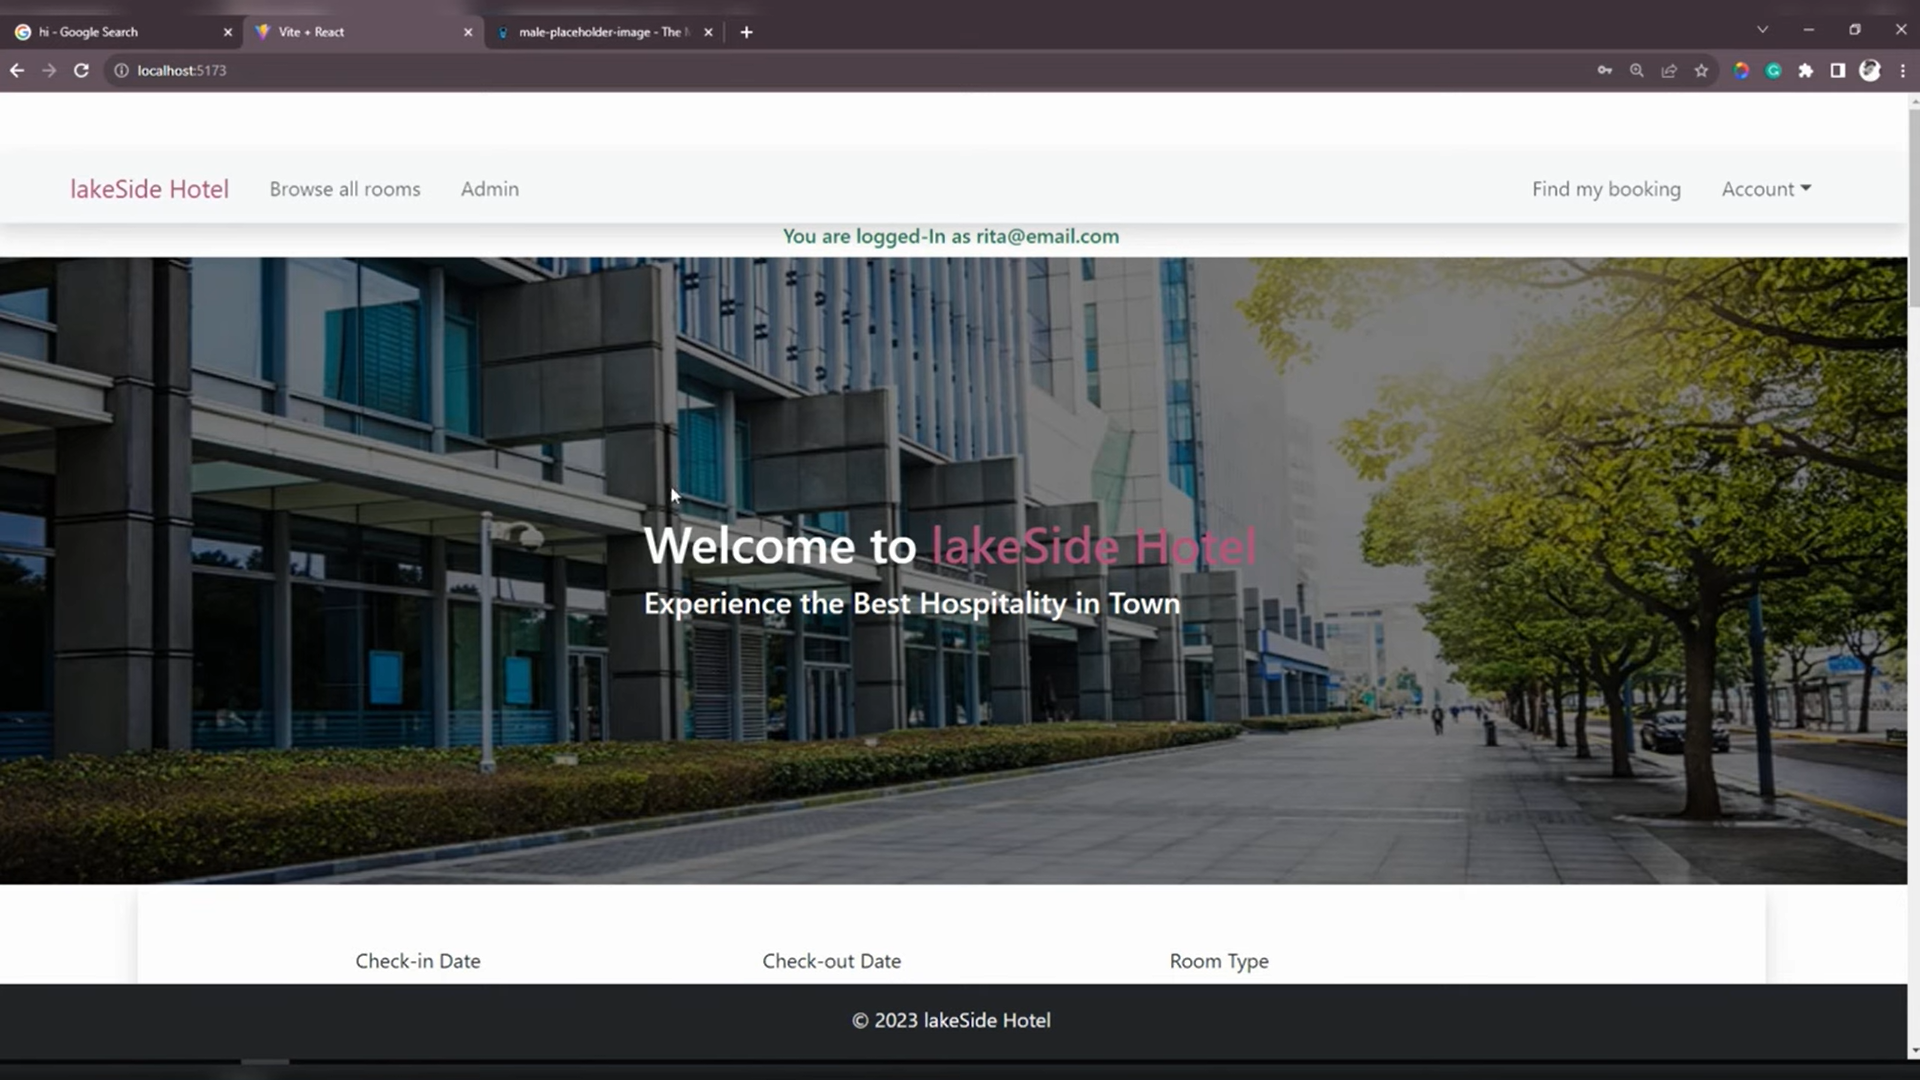 hi - Google Search
Vite + React
male-placeholder-image - The
localhost:5173
lakeSide Hotel
Browse all rooms
Admin
Find my booking
Account
You are logged-In as rita@email.com
Welcome to lakeSide Hotel
Experience the Best Hospitality in Town
Check-in Date
Check-out Date
Room Type
© 2023 lakeSide Hotel